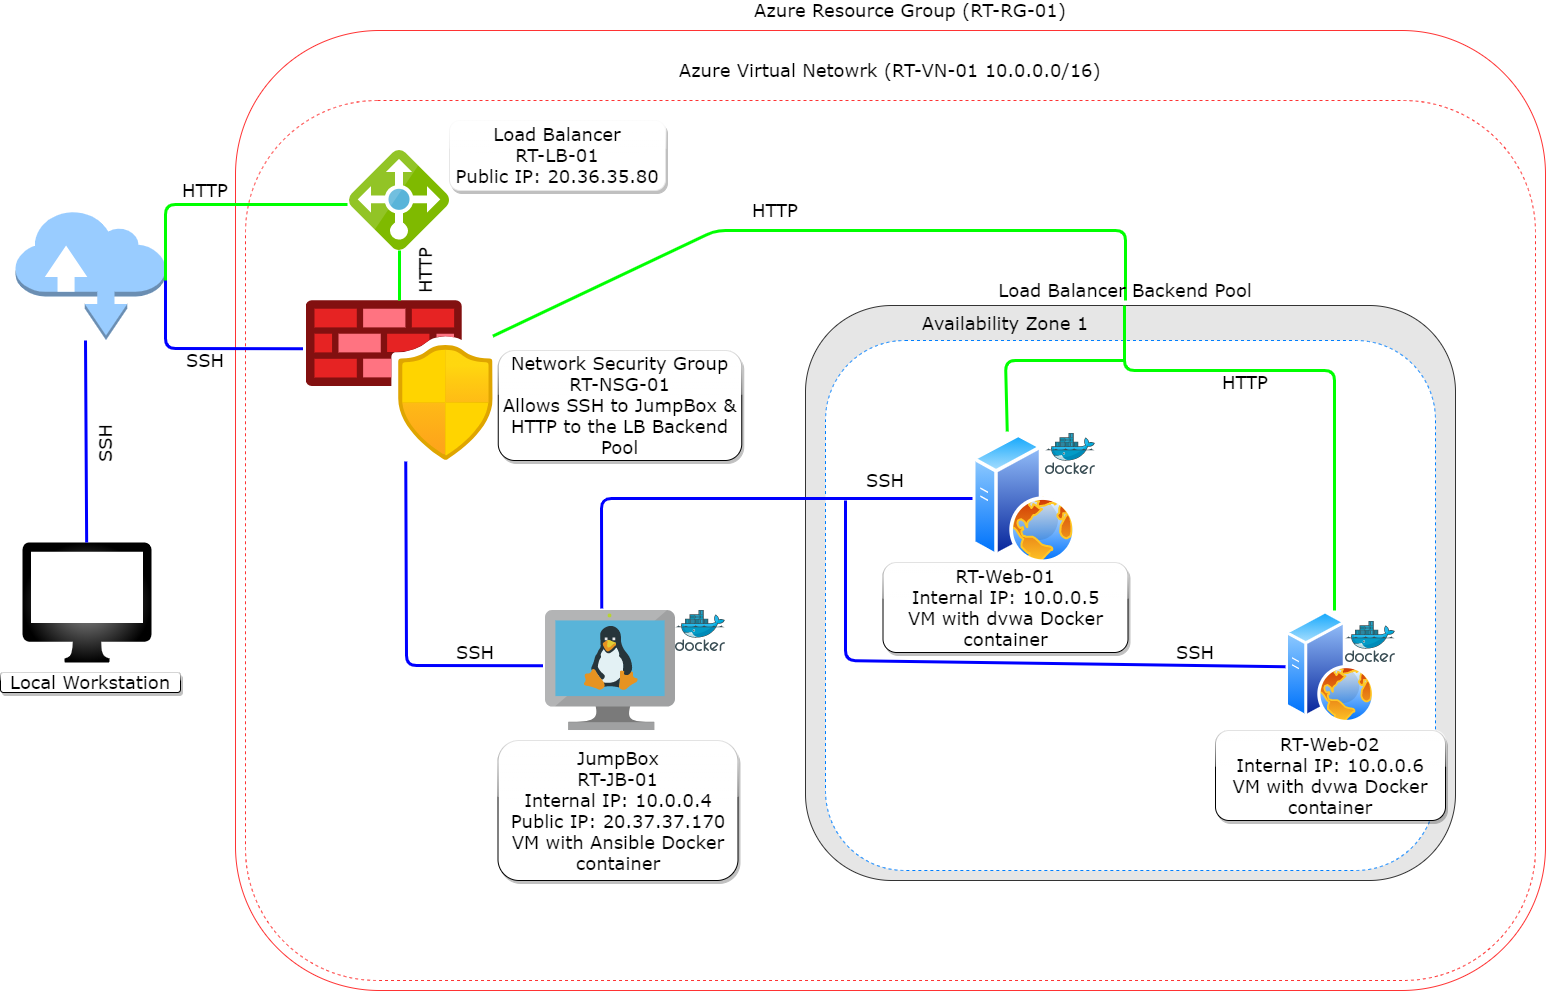 Azure Resource Group (RT-RG-01)
Azure Virtual Netowrk (RT-VN-01 10.0.0.0/16)
Load Balancer
RT-LB-01
Public IP: 20.36.35.80
HTTP
HTTP
HTTP
SSH
Load Balancer Backend Pool
Availability Zone 1
Network Security Group
RT-NSG-01
Allows SSH to JumpBox &
HTTP to the LB Backend
Pool
HTTP
SSH
docker
SSH
RT-Web-01
Internal IP: 10.0.0.5
VM with dvwa Docker
container
docker
SSH
SSH
docker
Local Workstation
RT-Web-02
Internal IP: 10.0.0.6
VM with dvwa Docker
container
JumpBox
RT-JB-01
Internal IP: 10.0.0.4
Public IP: 20.37.37.170
VM with Ansible Docker
container